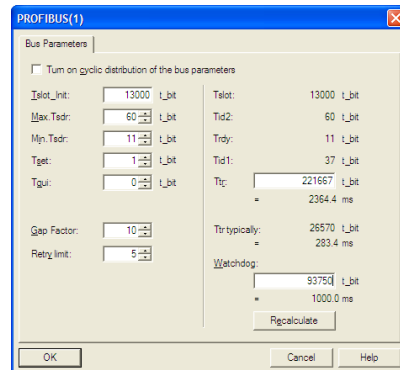 PROFIBUS(1)
Bus Parameters
Turn on cyclic distribution of the bus parameters
Tslot_Init: 13000 t_bit
Max.Tsdr: 60 t_bit
Min.Tsdr: 11 t_bit
Tset: 1 t_bit
Tqui: 0 t_bit
Gap Factor: 10
Retry limit: 5
Tslot: 13000 t_bit
Tid2: 60 t_bit
Trdy: 11 t_bit
Tid1: 37 t_bit
Ttr: 221667 t_bit
= 2364.4 ms
Ttr typically: 26570 t_bit
= 283.4 ms
Watchdog:
93750 t_bit
= 1000.0 ms
Recalculate
OK Cancel Help